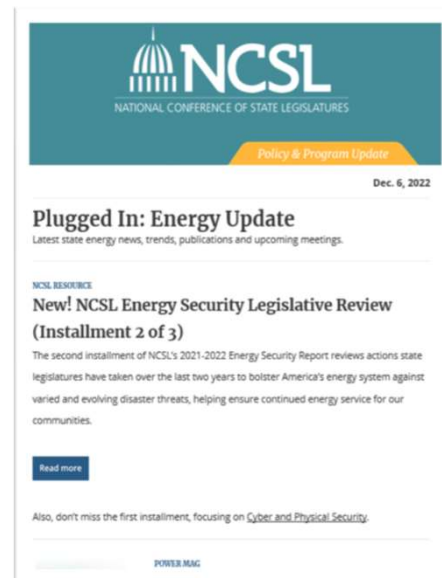 NCSL
NATIONAL CONFERENCE OF STATE LEGISLATURES
Policy & Program Update
Dec. 6, 2022
Plugged In: Energy Update
Latest state energy news, trends, publications and upcoming meetings.
NCSL RESOURCE
New! NCSL Energy Security Legislative Review
(Installment 2 of 3)
The second installment of NCSL's 2021-2022 Energy Security Report reviews actions state
legislatures have taken over the last two years to bolster America's energy system against
varied and evolving disaster threats, helping ensure continued energy service for our
communities.
Read more
Also, don't miss the first installment, focusing on Cyber and Physical Security.
POWER MAG